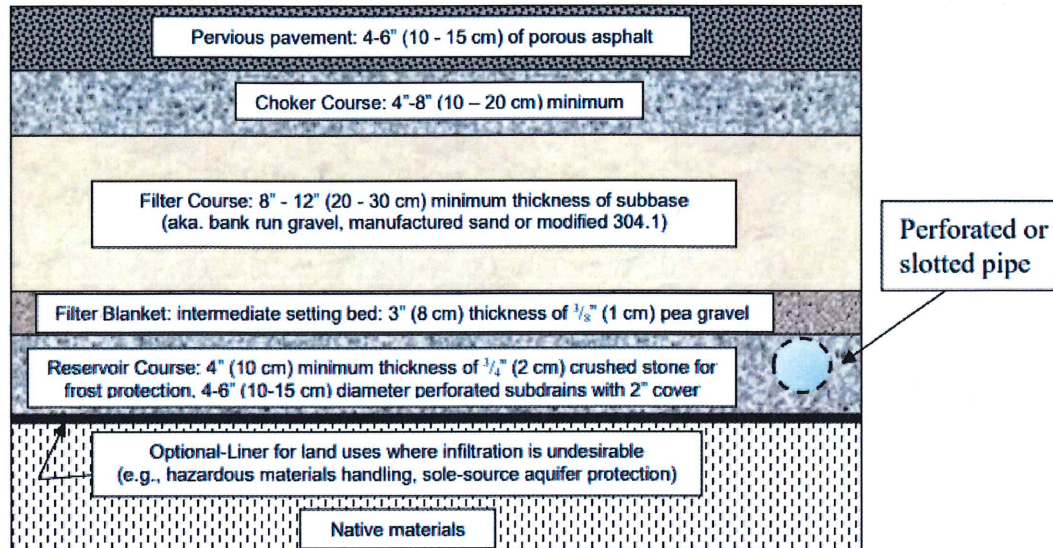 Pervious pavement: 4-6" (10 - 15 cm) of porous asphalt
Choker Course: 4"-8" (10 – 20 cm) minimum
Filter Course: 8" - 12" (20 - 30 cm) minimum thickness of subbase
(aka. bank run gravel, manufactured sand or modified 304.1)
Perforated or
slotted pipe
Filter Blanket: intermediate setting bed: 3" (8 cm) thickness of 3/8" (1 cm) pea gravel
Reservoir Course: 4" (10 cm) minimum thickness of 3/4" (2 cm) crushed stone for
frost protection, 4-6" (10-15 cm) diameter perforated subdrains with 2" cover
Optional-Liner for land uses where infiltration is undesirable
(e.g., hazardous materials handling, sole-source aquifer protection)
Native materials